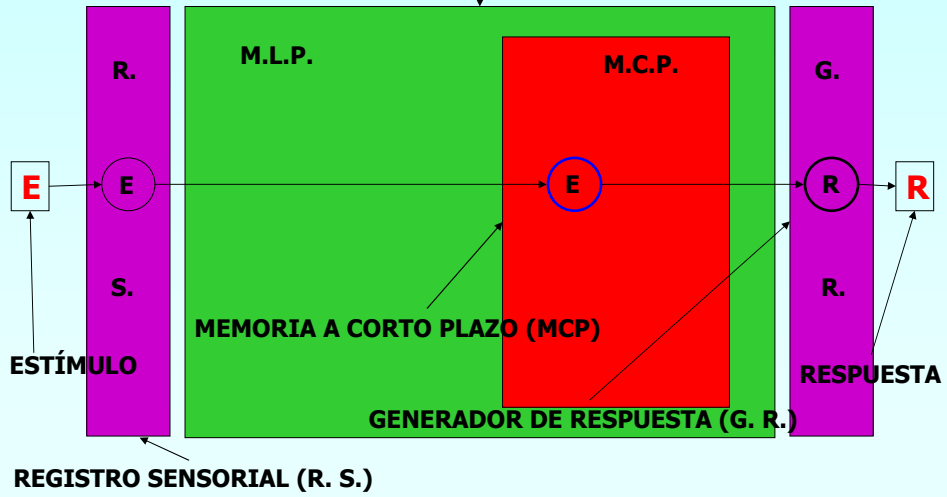 M.L.P.
M.C.P.
R.
G.
E
E
E
R
R
S.
R.
MEMORIA A CORTO PLAZO (MCP)
ESTÍMULO
RESPUESTA
GENERADOR DE RESPUESTA (G. R.)
REGISTRO SENSORIAL (R. S.)